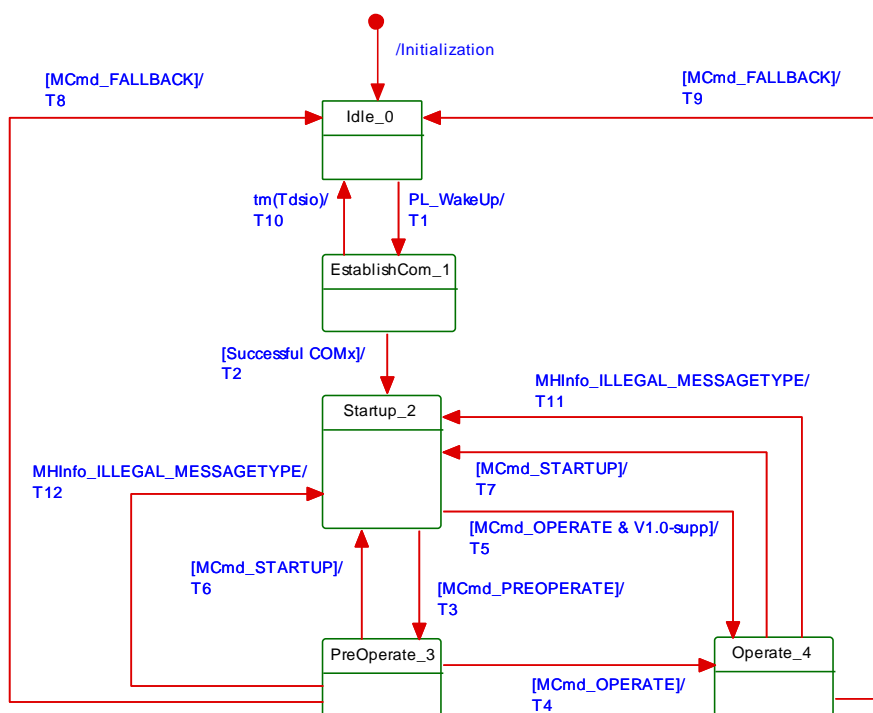 /Initialization
[MCmd_FALLBACK]/
T8
[MCmd_FALLBACK]/
T9
Idle_0
tm(Tdsio)/
T10
PL_WakeUp/
T1
EstablishCom_1
[Successful COMx]/
T2
MHInfo_ILLEGAL_MESSAGETYPE/
T11
Startup_2
[MCmd_STARTUP]/
T7
MHInfo_ILLEGAL_MESSAGETYPE/
T12
[MCmd_OPERATE & V1.0-supp]/
T5
[MCmd_STARTUP]/
T6
[MCmd_PREOPERATE]/
T3
PreOperate_3
Operate_4
[MCmd_OPERATE]/
T4